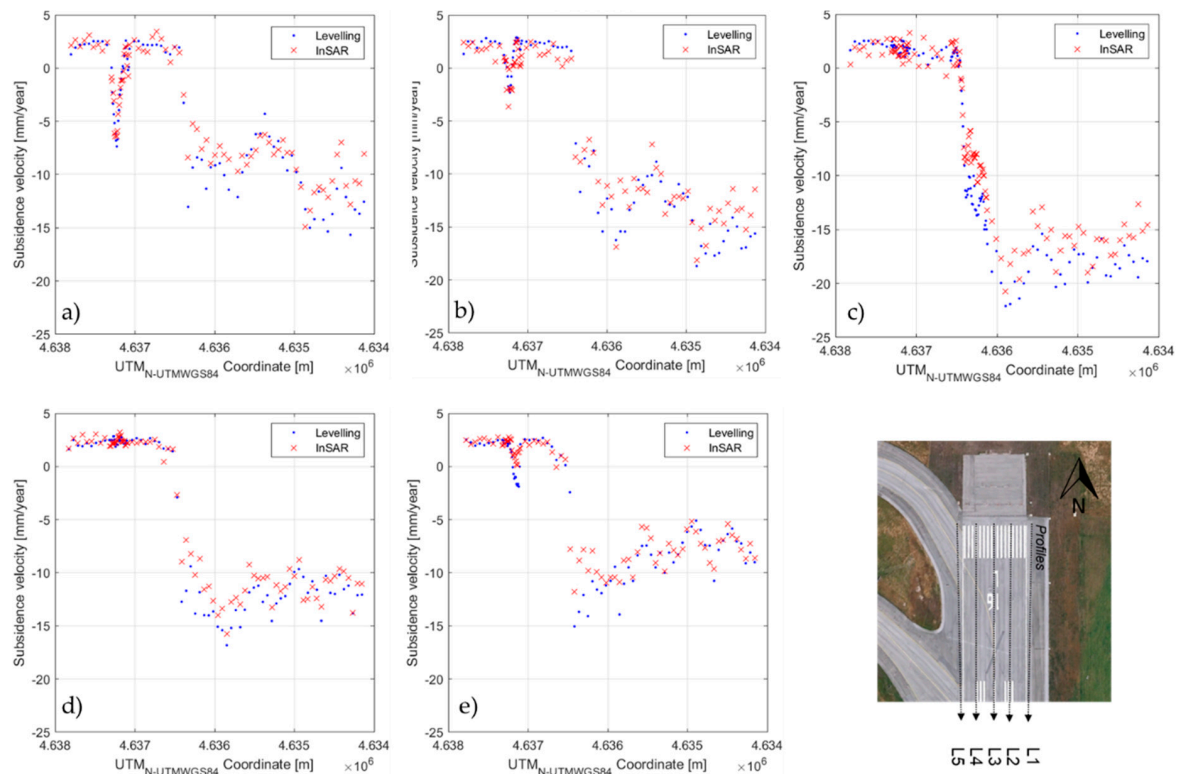 5
0
-5
-10
-15
-20
-25
Subsidence velocity [mm/year]
Levelling
InSAR
a)
4.638 4.637 4.636 4.635 4.634
UTM_N-UTMWGS84 Coordinate [m] ×10^6
5
0
-5
-10
-15
-20
-25
Subsidence velocity [mm/year]
Levelling
InSAR
b)
4.638 4.637 4.636 4.635 4.634
UTM_N-UTMWGS84 Coordinate [m] ×10^6
5
0
-5
-10
-15
-20
-25
Subsidence velocity [mm/year]
Levelling
InSAR
c)
4.638 4.637 4.636 4.635 4.634
UTM_N-UTMWGS84 Coordinate [m] ×10^6
5
0
-5
-10
-15
-20
-25
Subsidence velocity [mm/year]
Levelling
InSAR
d)
4.638 4.637 4.636 4.635 4.634
UTM_N-UTMWGS84 Coordinate [m] ×10^6
5
0
-5
-10
-15
-20
-25
Subsidence velocity [mm/year]
Levelling
InSAR
e)
4.638 4.637 4.636 4.635 4.634
UTM_N-UTMWGS84 Coordinate [m] ×10^6
N
Profiles
L5 L4 L3 L2 L1